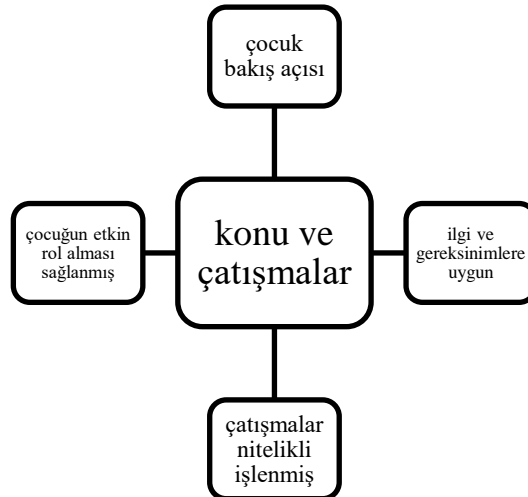 çocuk
bakış açısı
çocuğun etkin
rol alması
sağlanmış
konu ve
çatışmalar
ilgi ve
gereksinimlere
uygun
çatışmalar
nitelikli
işlenmiş